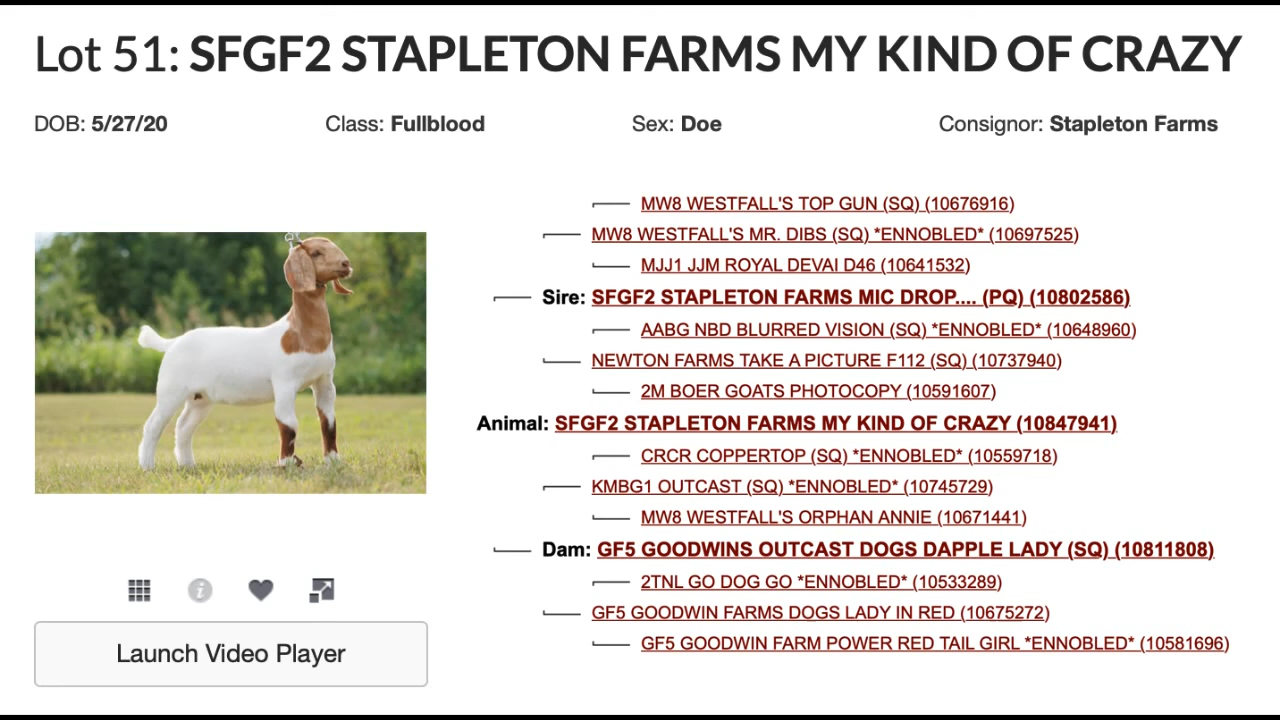 Lot 51: SFGF2 STAPLETON FARMS MY KIND OF CRAZY
DOB: 5/27/20 Class: Fullblood Sex: Doe Consignor: Stapleton Farms
MW8 WESTFALL'S TOP GUN (SQ) (10676916)
MW8 WESTFALL'S MR. DIBS (SQ) *ENNOBLED* (10697525)
MJJ1 JJM ROYAL DEVAI D46 (10641532)
Sire: SFGF2 STAPLETON FARMS MIC DROP.... (PQ) (10802586)
AABG NBD BLURRED VISION (SQ) *ENNOBLED* (10648960)
NEWTON FARMS TAKE A PICTURE F112 (SQ) (10737940)
2M BOER GOATS PHOTOCOPY (10591607)
Animal: SFGF2 STAPLETON FARMS MY KIND OF CRAZY (10847941)
CRCR COPPERTOP (SQ) *ENNOBLED* (10559718)
KMBG1 OUTCAST (SQ) *ENNOBLED* (10745729)
MW8 WESTFALL'S ORPHAN ANNIE (10671441)
Dam: GF5 GOODWINS OUTCAST DOGS DAPPLE LADY (SQ) (10811808)
2TNL GO DOG GO *ENNOBLED* (10533289)
GF5 GOODWIN FARMS DOGS LADY IN RED (10675272)
GF5 GOODWIN FARM POWER RED TAIL GIRL *ENNOBLED* (10581696)
Launch Video Player